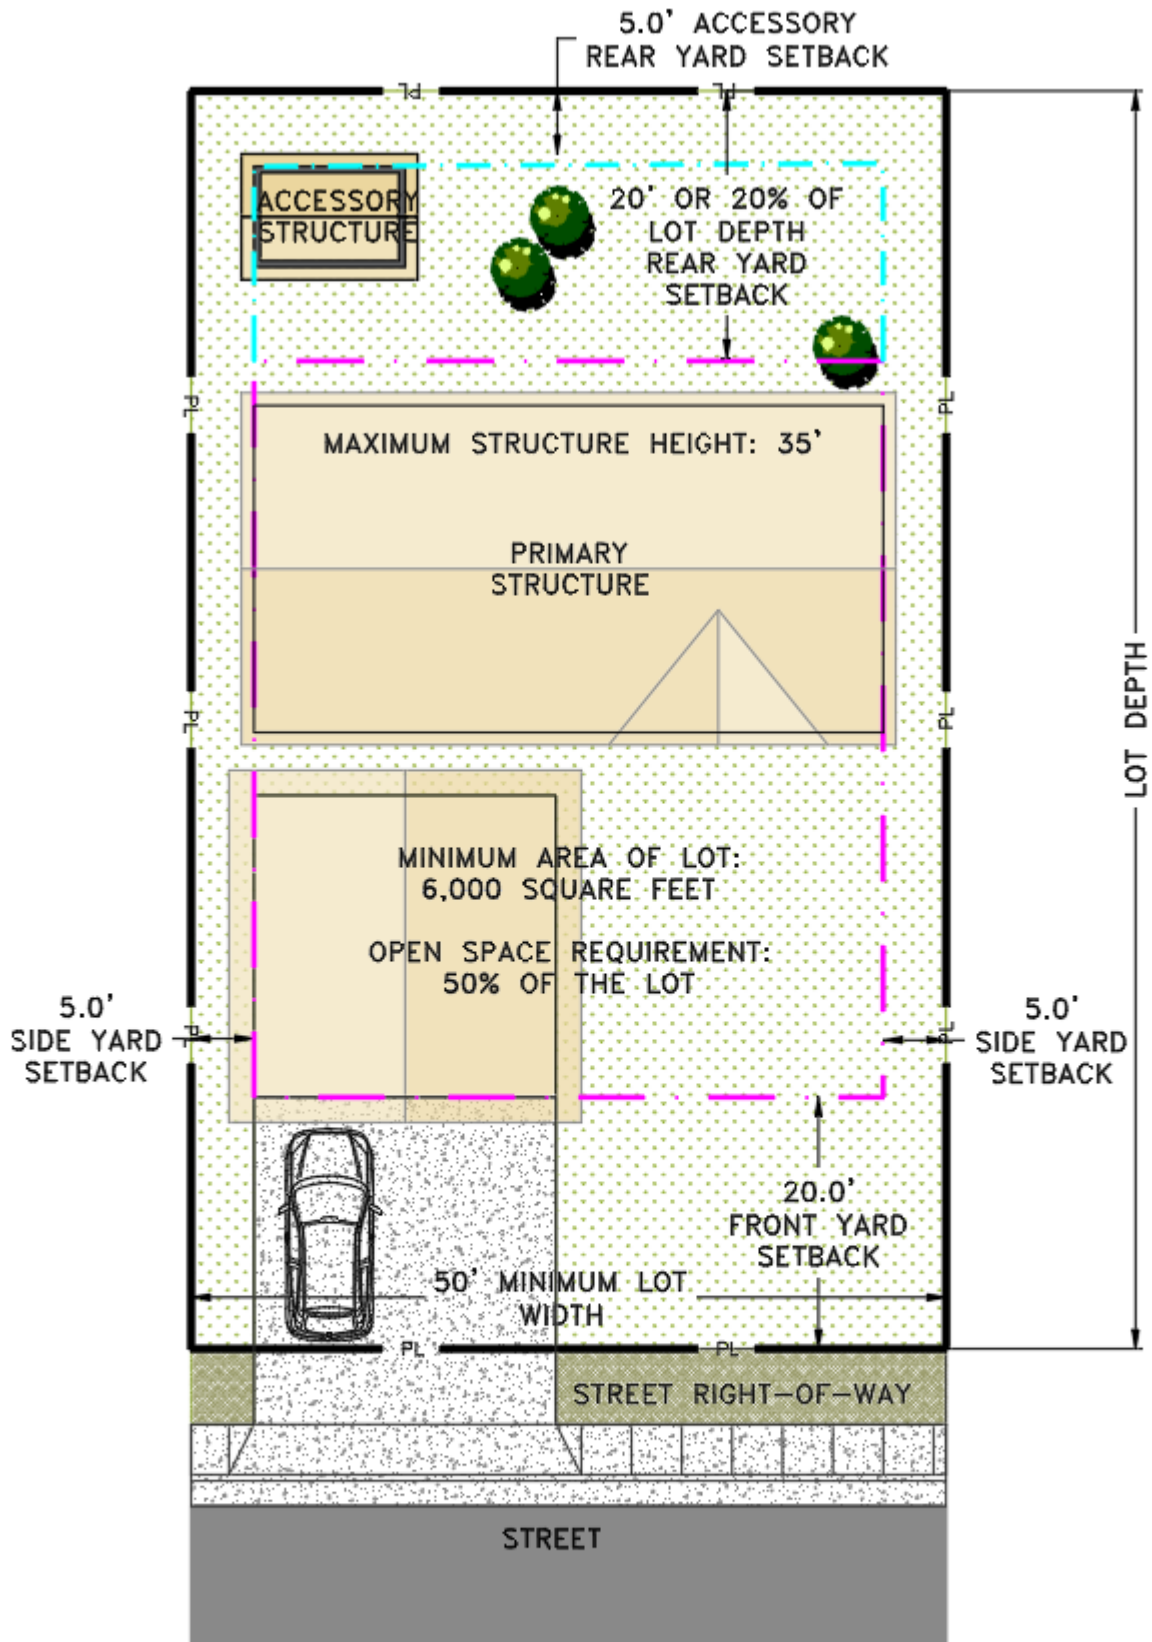 5.0' ACCESSORY
REAR YARD SETBACK
PL
PL
ACCESSORY
STRUCTURE
20' OR 20% OF
LOT DEPTH
REAR YARD
SETBACK
PL
PL
MAXIMUM STRUCTURE HEIGHT: 35'
PRIMARY
STRUCTURE
PL
PL
LOT DEPTH
MINIMUM AREA OF LOT:
6,000 SQUARE FEET
OPEN SPACE REQUIREMENT:
50% OF THE LOT
5.0'
SIDE YARD
SETBACK
PL
PL
5.0'
SIDE YARD
SETBACK
20.0'
FRONT YARD
SETBACK
50' MINIMUM LOT
WIDTH
PL
PL
STREET RIGHT-OF-WAY
STREET